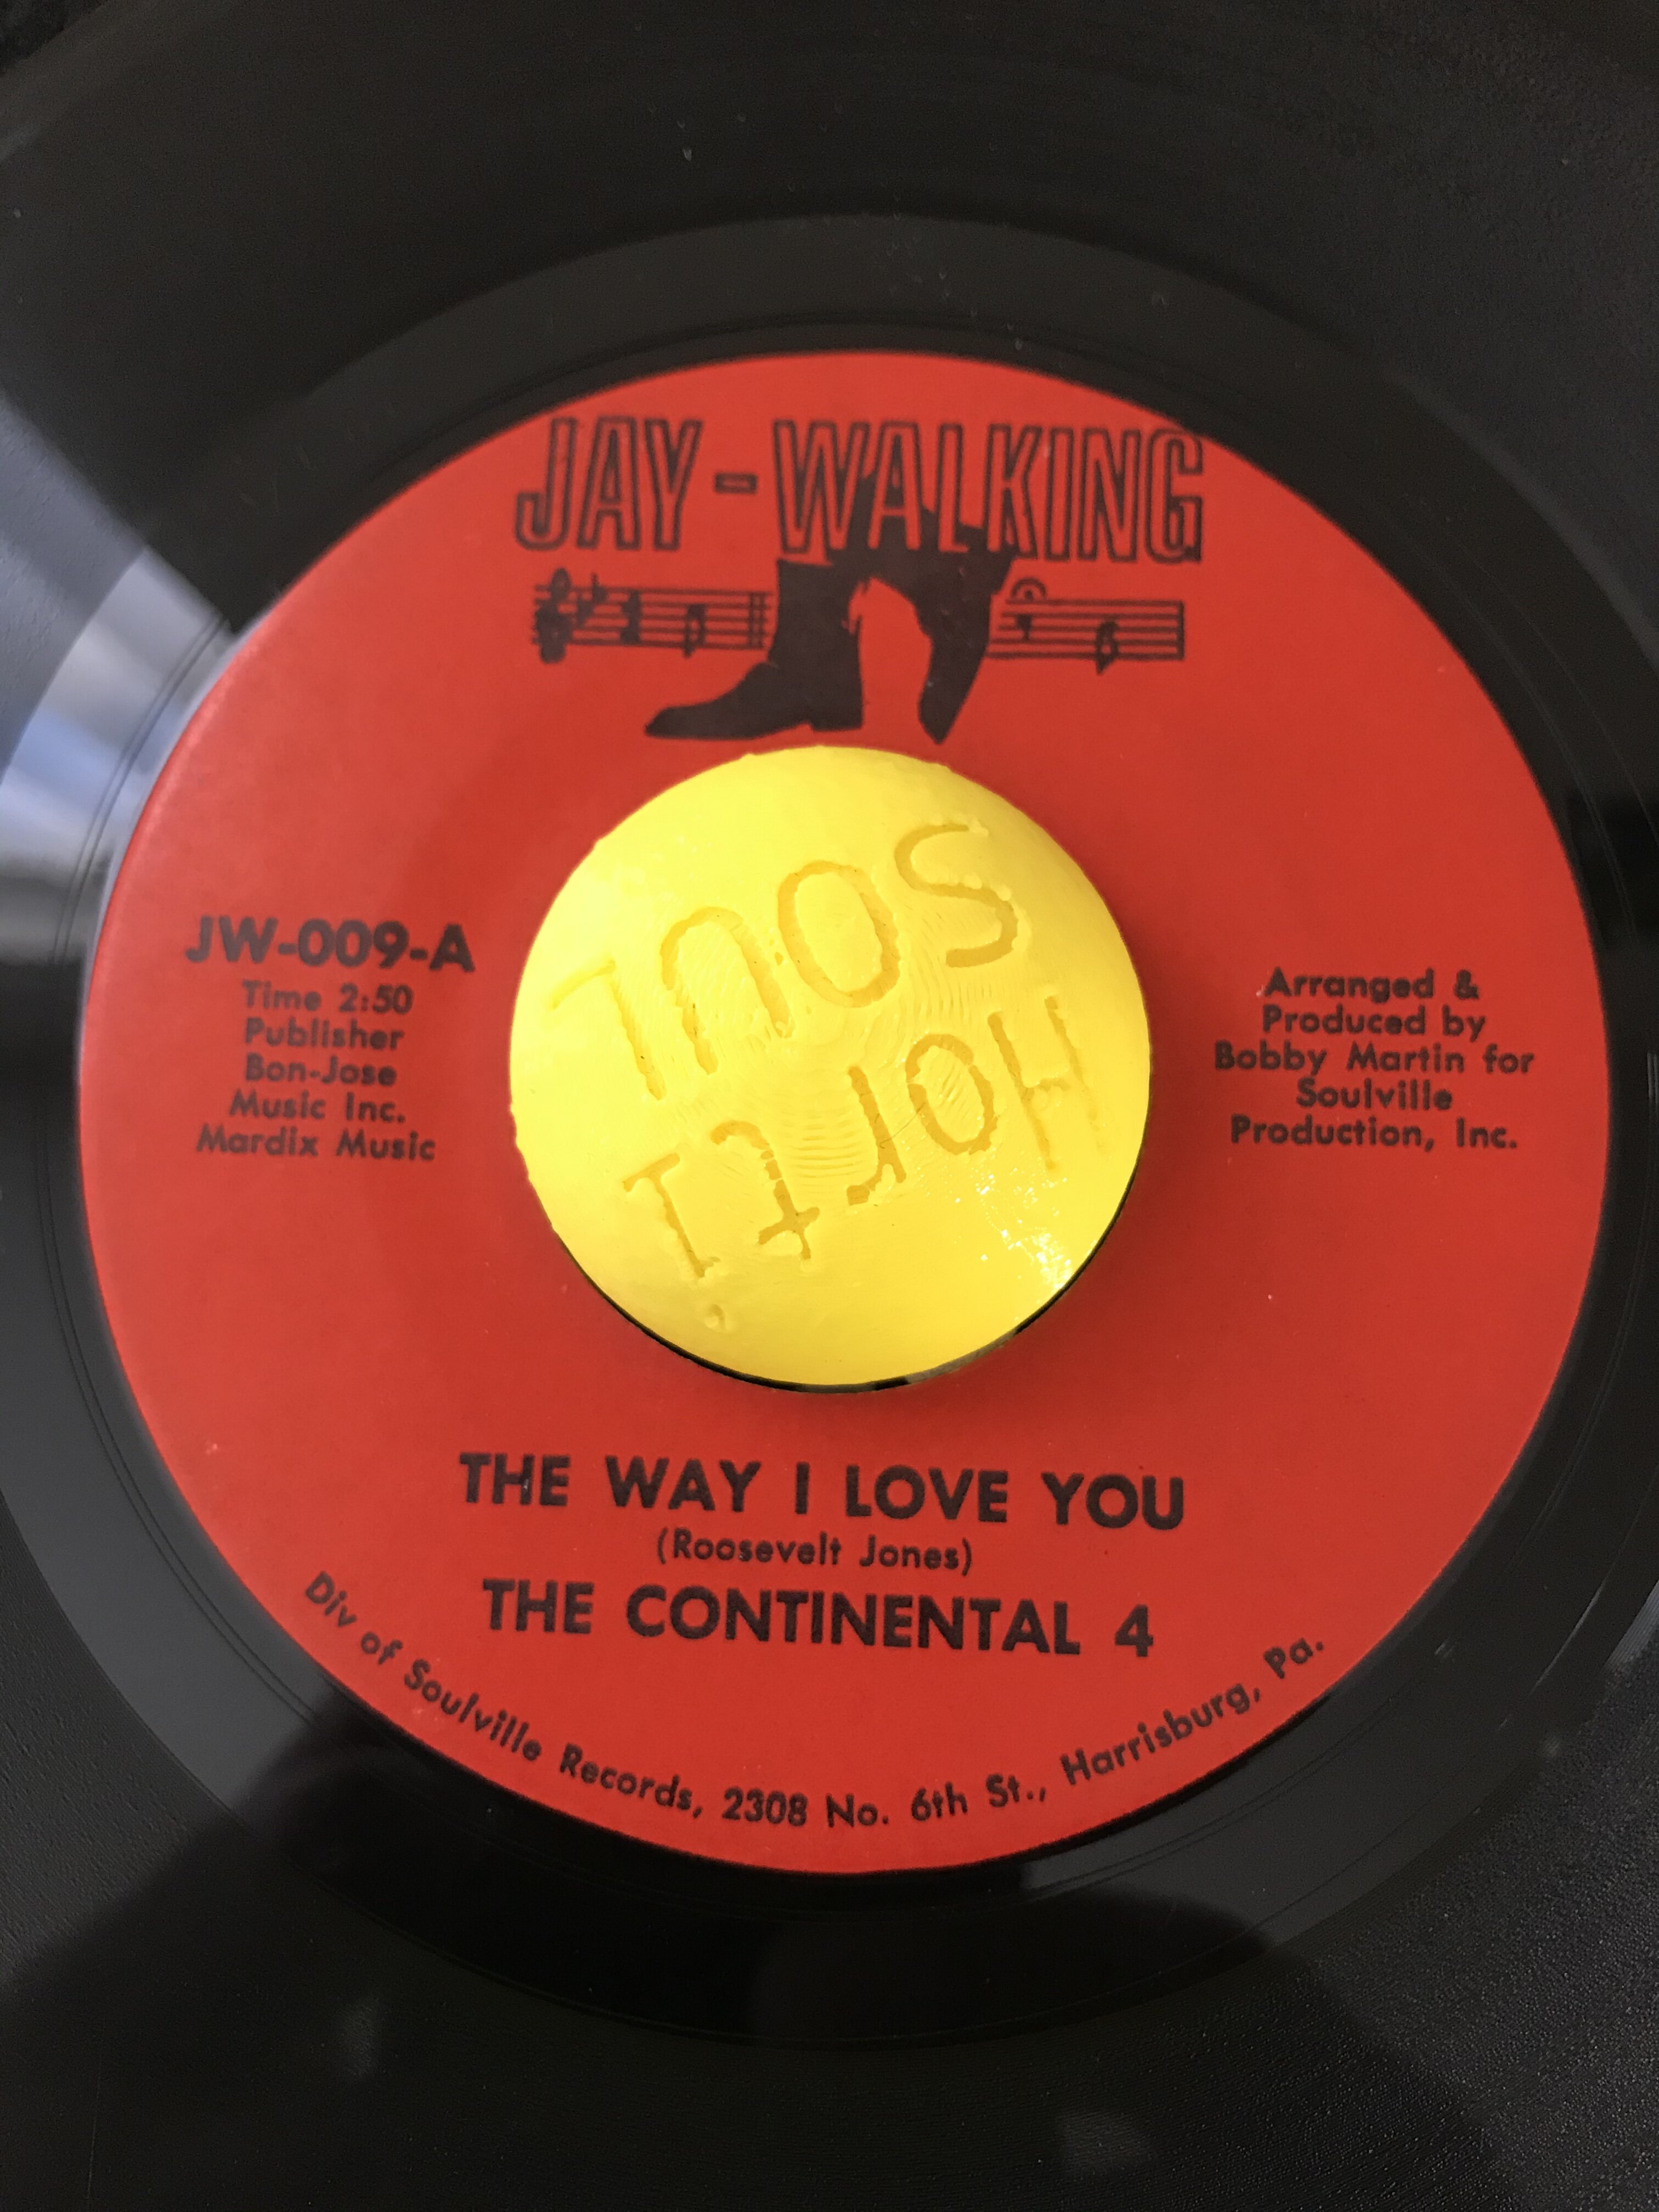 JAY-WALKING
JW-009-A
Time 2:50
Publisher
Bon-Jose
Music Inc.
Mardix Music
SOUL
Arranged &
Produced by
Bobby Martin for
Soulville
Production, Inc.
THE WAY I LOVE YOU
(Roosevelt Jones)
THE CONTINENTAL 4
Div of Soulville Records, 2308 No. 6th St., Harrisburg, Pa.